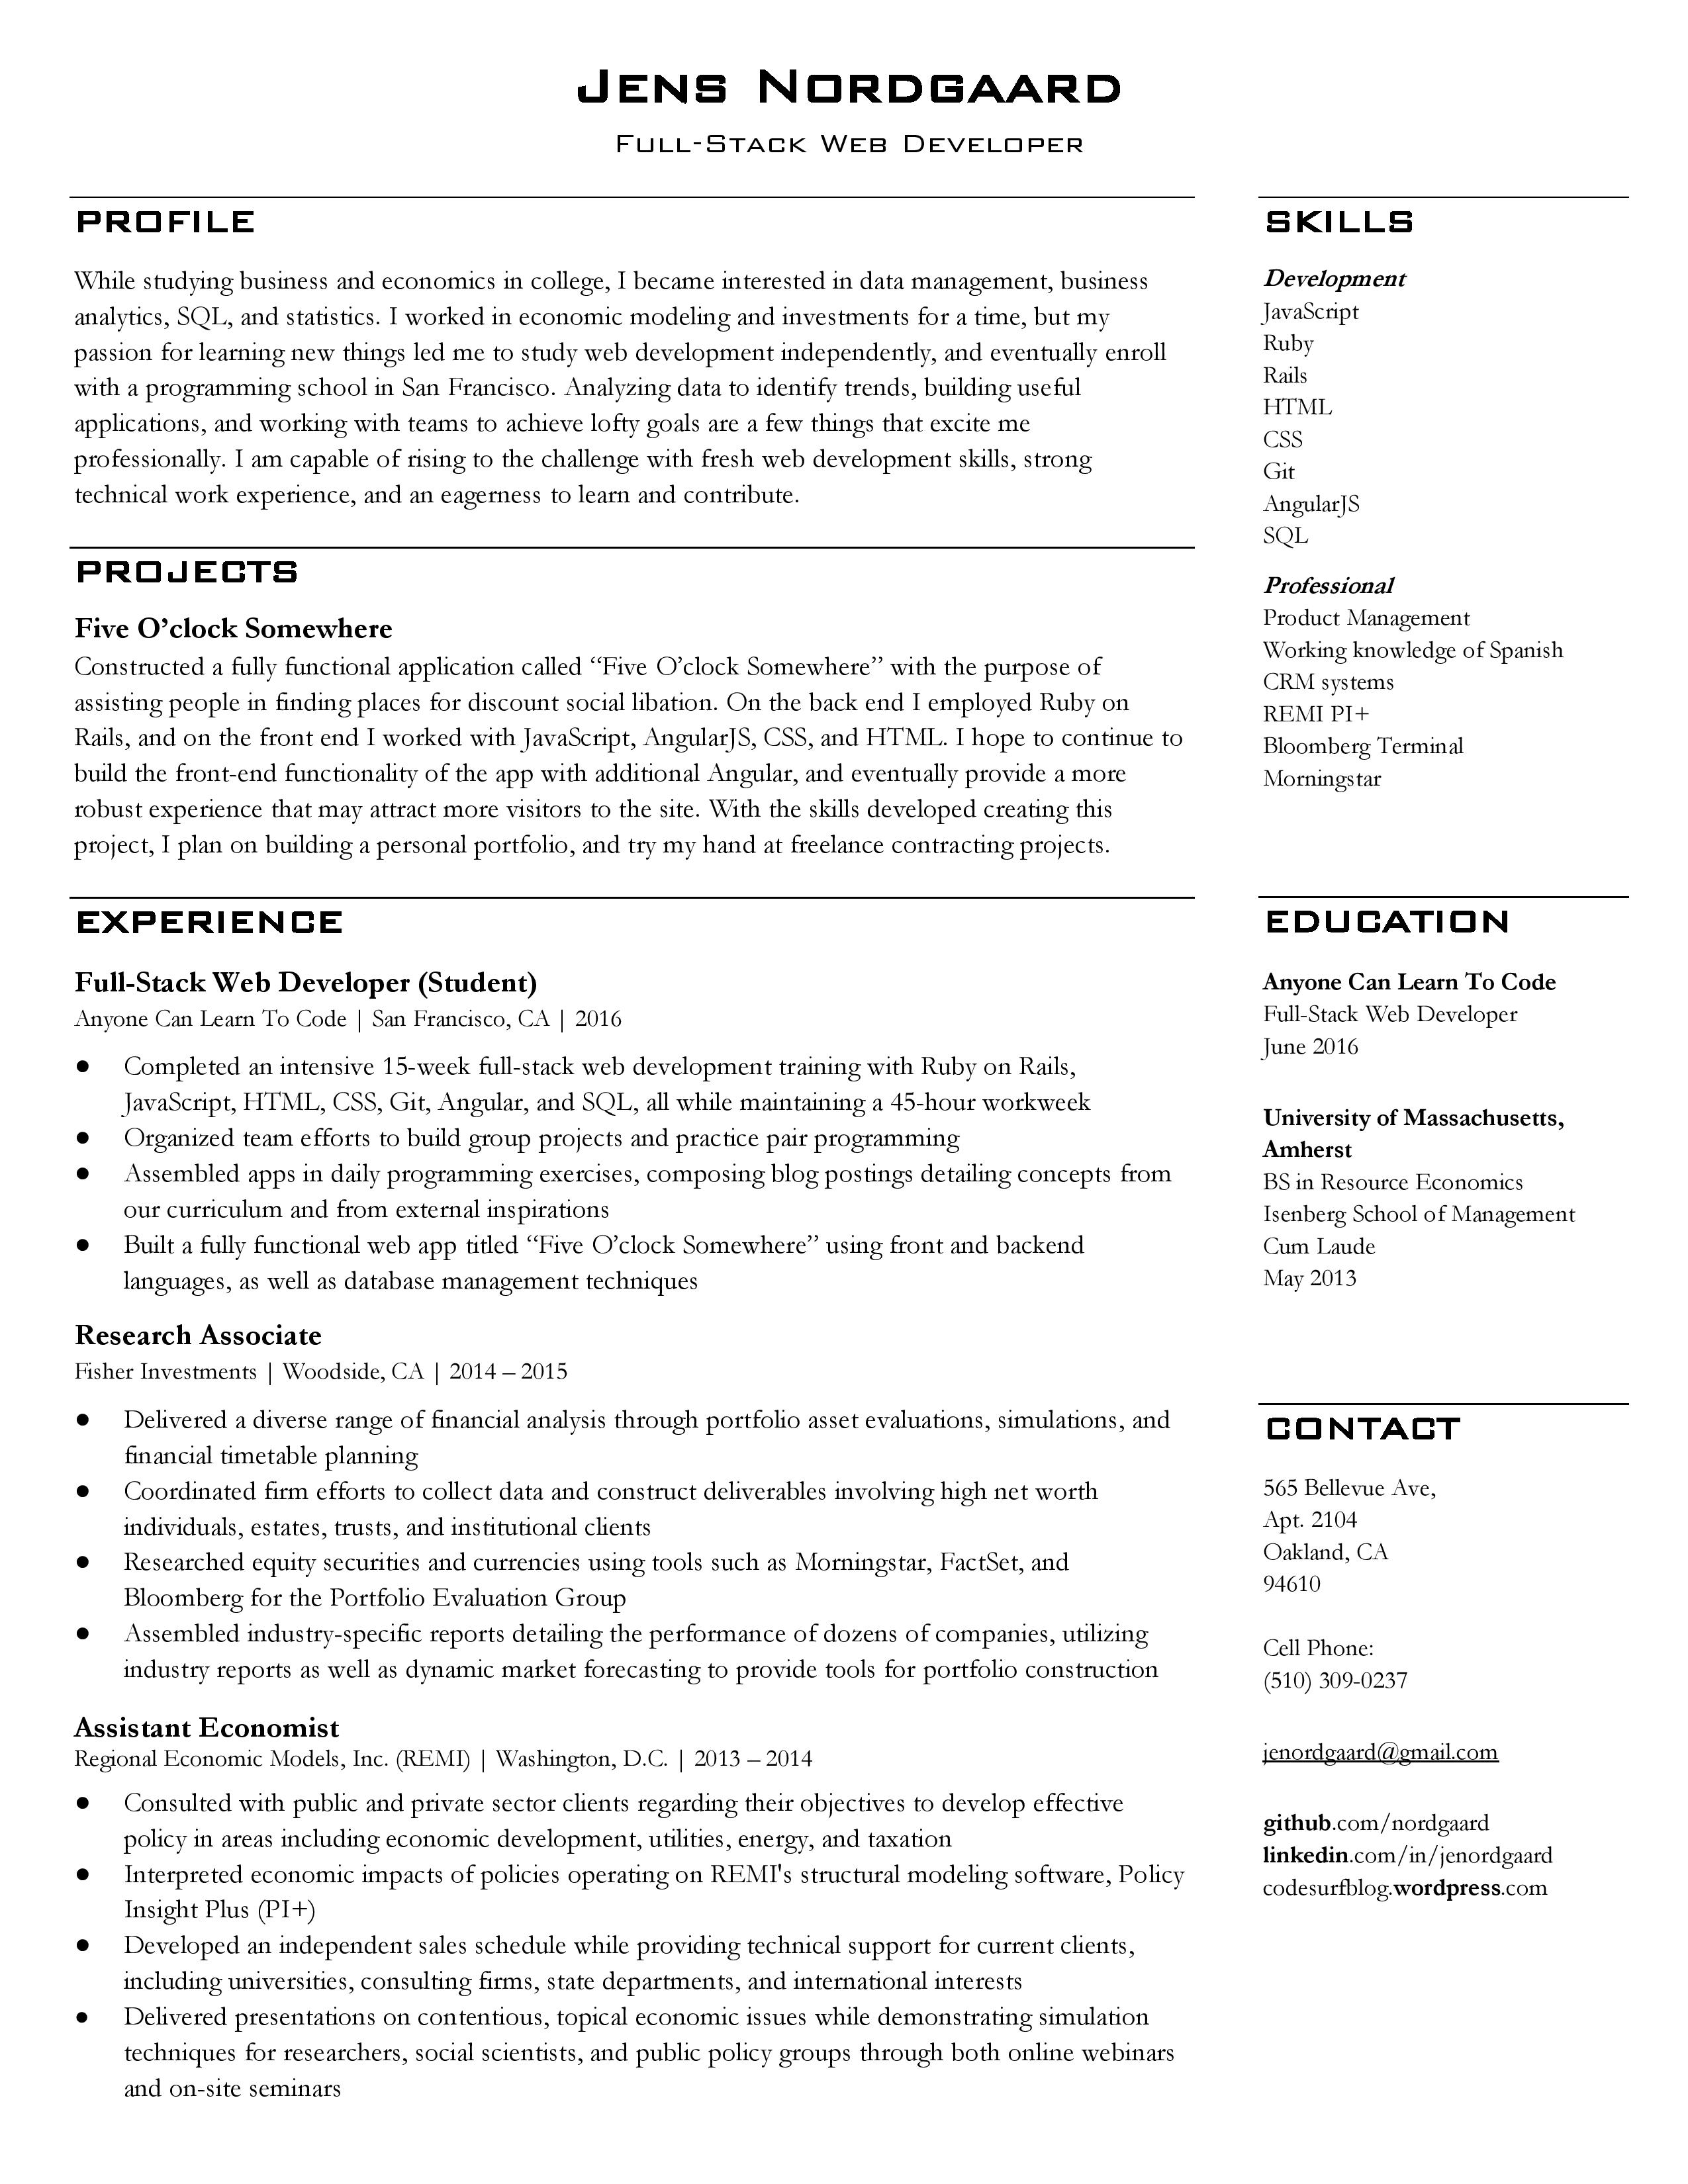 Jens Nordgaard
Full-Stack Web Developer
PROFILE
While studying business and economics in college, I became interested in data management, business
analytics, SQL, and statistics. I worked in economic modeling and investments for a time, but my
passion for learning new things led me to study web development independently, and eventually enroll
with a programming school in San Francisco. Analyzing data to identify trends, building useful
applications, and working with teams to achieve lofty goals are a few things that excite me
professionally. I am capable of rising to the challenge with fresh web development skills, strong
technical work experience, and an eagerness to learn and contribute.
PROJECTS
Five O’clock Somewhere
Constructed a fully functional application called “Five O’clock Somewhere” with the purpose of
assisting people in finding places for discount social libation. On the back end I employed Ruby on
Rails, and on the front end I worked with JavaScript, AngularJS, CSS, and HTML. I hope to continue to
build the front-end functionality of the app with additional Angular, and eventually provide a more
robust experience that may attract more visitors to the site. With the skills developed creating this
project, I plan on building a personal portfolio, and try my hand at freelance contracting projects.
EXPERIENCE
Full-Stack Web Developer (Student)
Anyone Can Learn To Code | San Francisco, CA | 2016
● Completed an intensive 15-week full-stack web development training with Ruby on Rails,
JavaScript, HTML, CSS, Git, Angular, and SQL, all while maintaining a 45-hour workweek
● Organized team efforts to build group projects and practice pair programming
● Assembled apps in daily programming exercises, composing blog postings detailing concepts from
our curriculum and from external inspirations
● Built a fully functional web app titled “Five O’clock Somewhere” using front and backend
languages, as well as database management techniques
Research Associate
Fisher Investments | Woodside, CA | 2014 – 2015
● Delivered a diverse range of financial analysis through portfolio asset evaluations, simulations, and
financial timetable planning
● Coordinated firm efforts to collect data and construct deliverables involving high net worth
individuals, estates, trusts, and institutional clients
● Researched equity securities and currencies using tools such as Morningstar, FactSet, and
Bloomberg for the Portfolio Evaluation Group
● Assembled industry-specific reports detailing the performance of dozens of companies, utilizing
industry reports as well as dynamic market forecasting to provide tools for portfolio construction
Assistant Economist
Regional Economic Models, Inc. (REMI) | Washington, D.C. | 2013 – 2014
● Consulted with public and private sector clients regarding their objectives to develop effective
policy in areas including economic development, utilities, energy, and taxation
● Interpreted economic impacts of policies operating on REMI's structural modeling software, Policy
Insight Plus (PI+)
● Developed an independent sales schedule while providing technical support for current clients,
including universities, consulting firms, state departments, and international interests
● Delivered presentations on contentious, topical economic issues while demonstrating simulation
techniques for researchers, social scientists, and public policy groups through both online webinars
and on-site seminars
SKILLS
Development
JavaScript
Ruby
Rails
HTML
CSS
Git
AngularJS
SQL
Professional
Product Management
Working knowledge of Spanish
CRM systems
REMI PI+
Bloomberg Terminal
Morningstar
EDUCATION
Anyone Can Learn To Code
Full-Stack Web Developer
June 2016
University of Massachusetts,
Amherst
BS in Resource Economics
Isenberg School of Management
Cum Laude
May 2013
CONTACT
565 Bellevue Ave,
Apt. 2104
Oakland, CA
94610
Cell Phone:
(510) 309-0237
jenordgaard@gmail.com
github.com/nordgaard
linkedin.com/in/jenordgaard
codesurfblog.wordpress.com